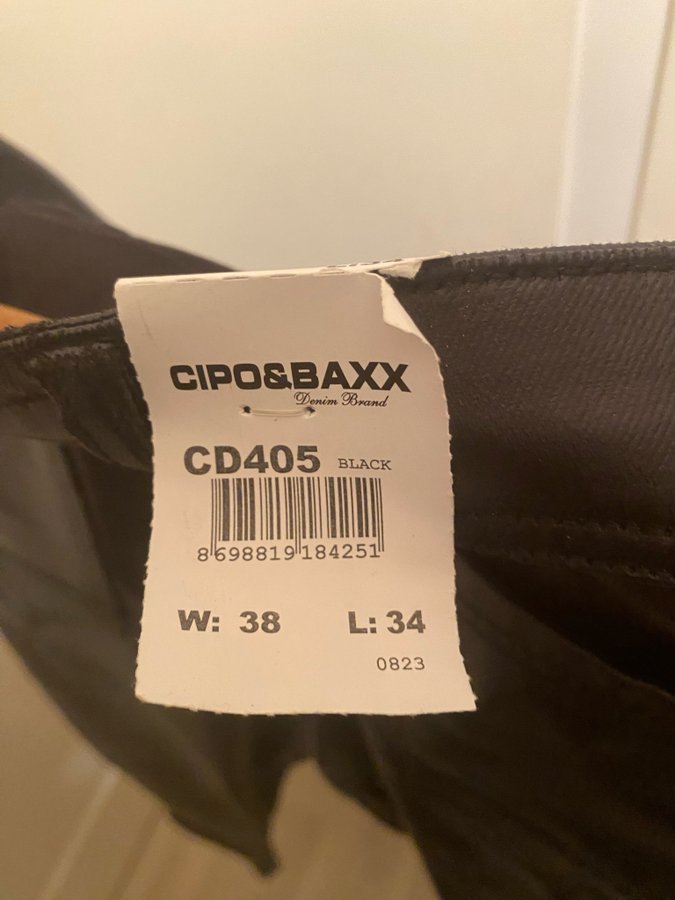 CIPO&BAXX
Denim Brand
CD405 BLACK
8 698819 184251
W: 38 L: 34
0823